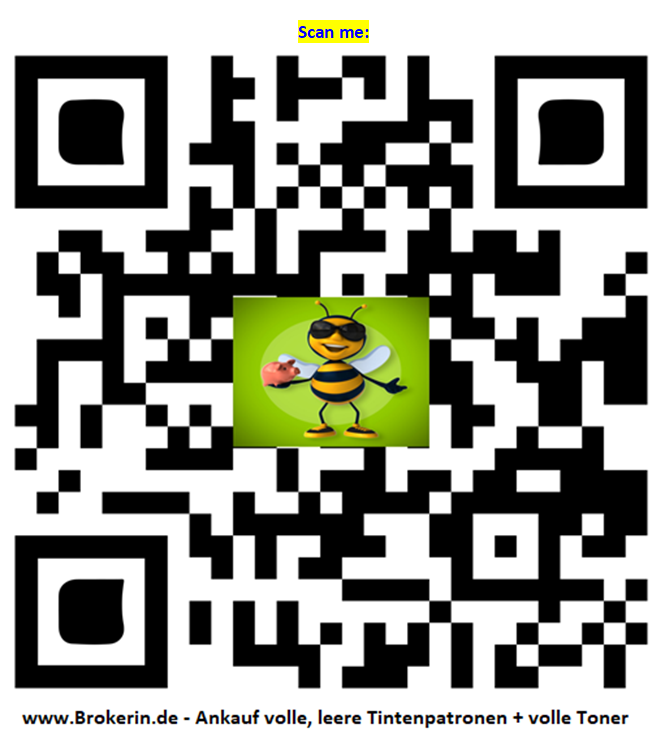 Scan me:
www.Brokerin.de - Ankauf volle, leere Tintenpatronen + volle Toner